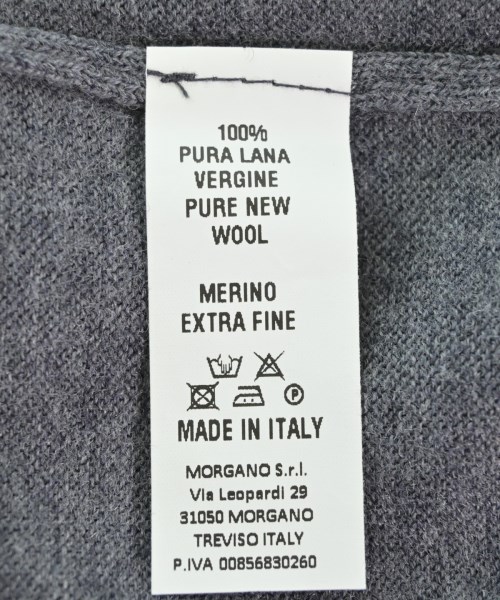 100%
PURA LANA
VERGINE
PURE NEW
WOOL
MERINO
EXTRA FINE
P
MADE IN ITALY
MORGANO S.r.l.
Via Leopardi 29
31050 MORGANO
TREVISO ITALY
P.IVA 00856830260